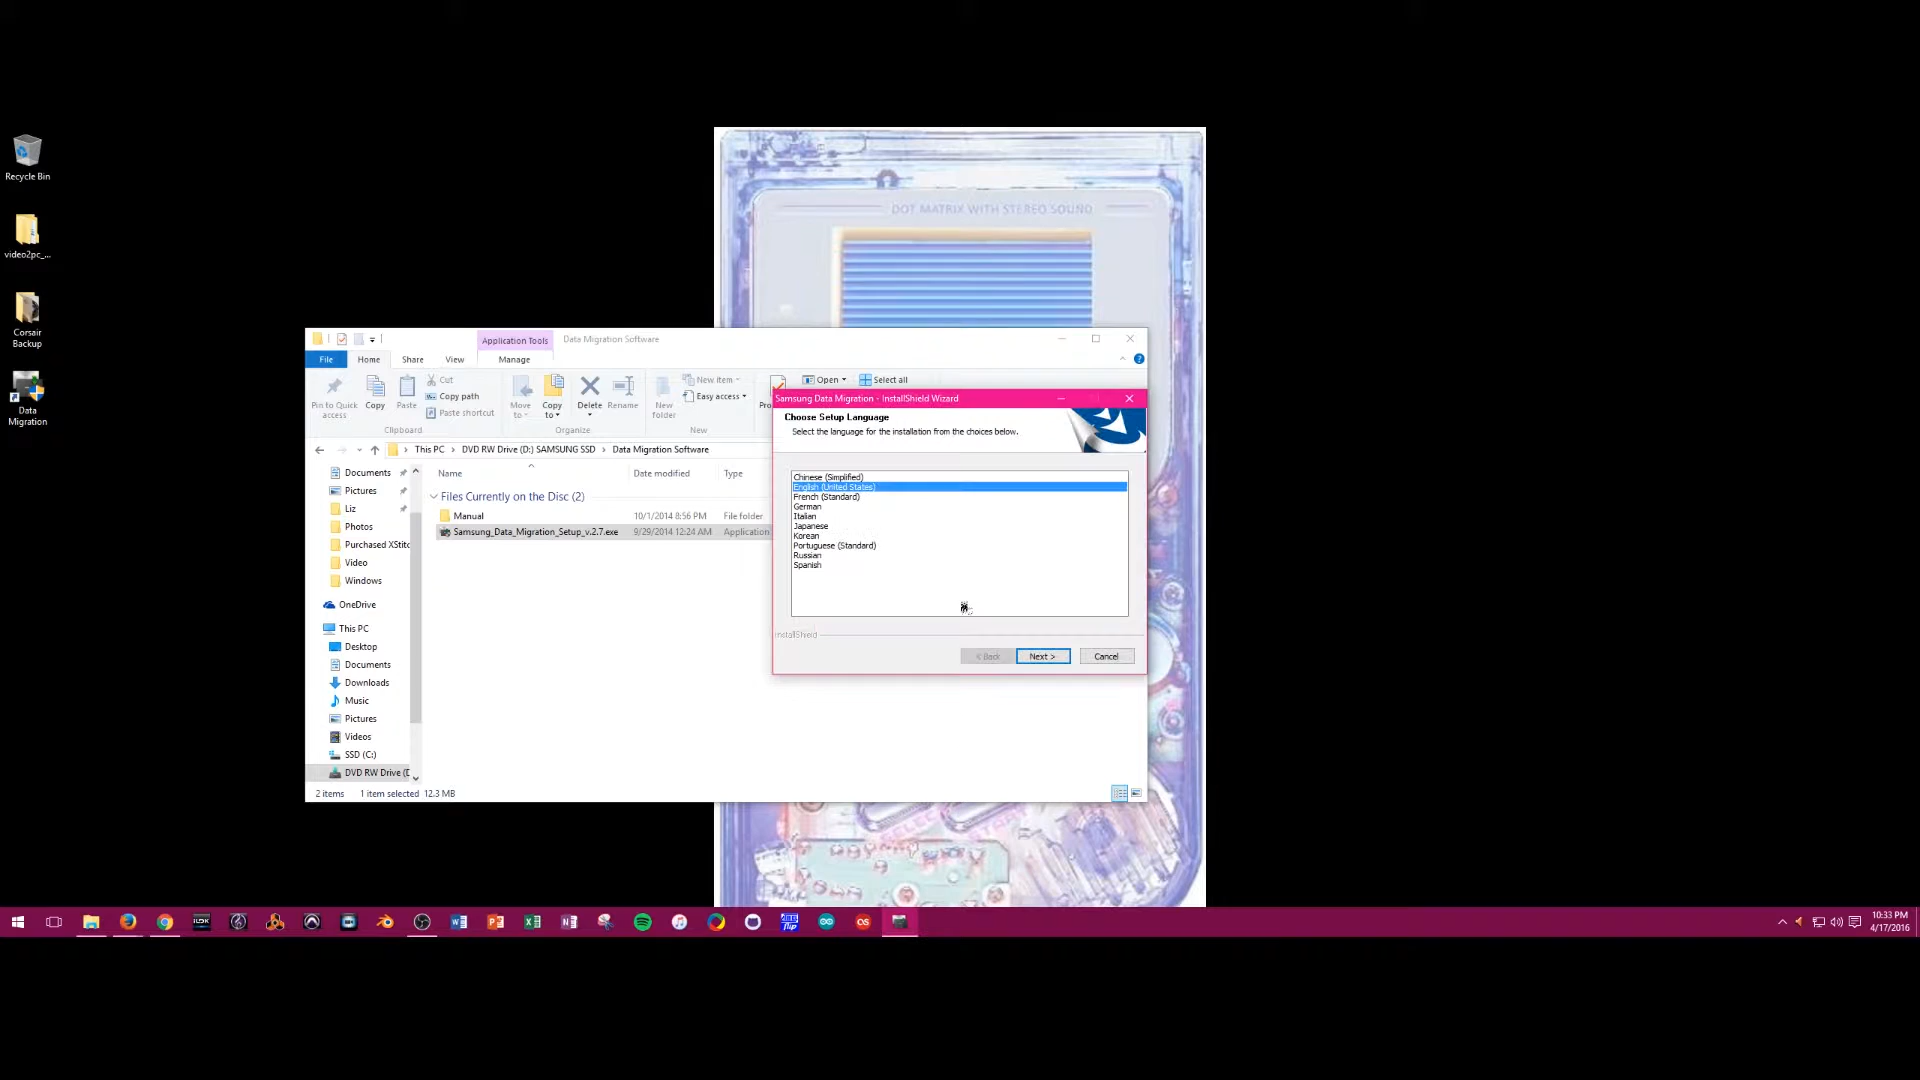 DOT MATRIX WITH STEREO SOUND
Recycle Bin
video2pc_...
Corsair
Backup
Data
Migration
Application Tools
Data Migration Software
File
Home
Share
View
Manage
Pin to Quick
access
Copy
Paste
Cut
Copy path
Paste shortcut
Clipboard
Move
to
Copy
to
Delete
Rename
Organize
New
folder
New item
Easy access
New
Pro
Open
Select all
This PC > DVD RW Drive (D:) SAMSUNG SSD > Data Migration Software
Documents
Pictures
Liz
Photos
Purchased XStitc
Video
Windows
OneDrive
This PC
Desktop
Documents
Downloads
Music
Pictures
Videos
SSD (C:)
DVD RW Drive (D
Name
Date modified
Type
Files Currently on the Disc (2)
Manual 10/1/2014 8:56 PM File folder
Samsung_Data_Migration_Setup_v.2.7.exe 9/29/2014 12:24 AM Application
2 items 1 item selected 12.3 MB
Samsung Data Migration - InstallShield Wizard
Choose Setup Language
Select the language for the installation from the choices below.
Chinese (Simplified)
English (United States)
French (Standard)
German
Italian
Japanese
Korean
Portuguese (Standard)
Russian
Spanish
InstallShield
< Back
Next >
Cancel
SELECT
START
10:33 PM
4/17/2016